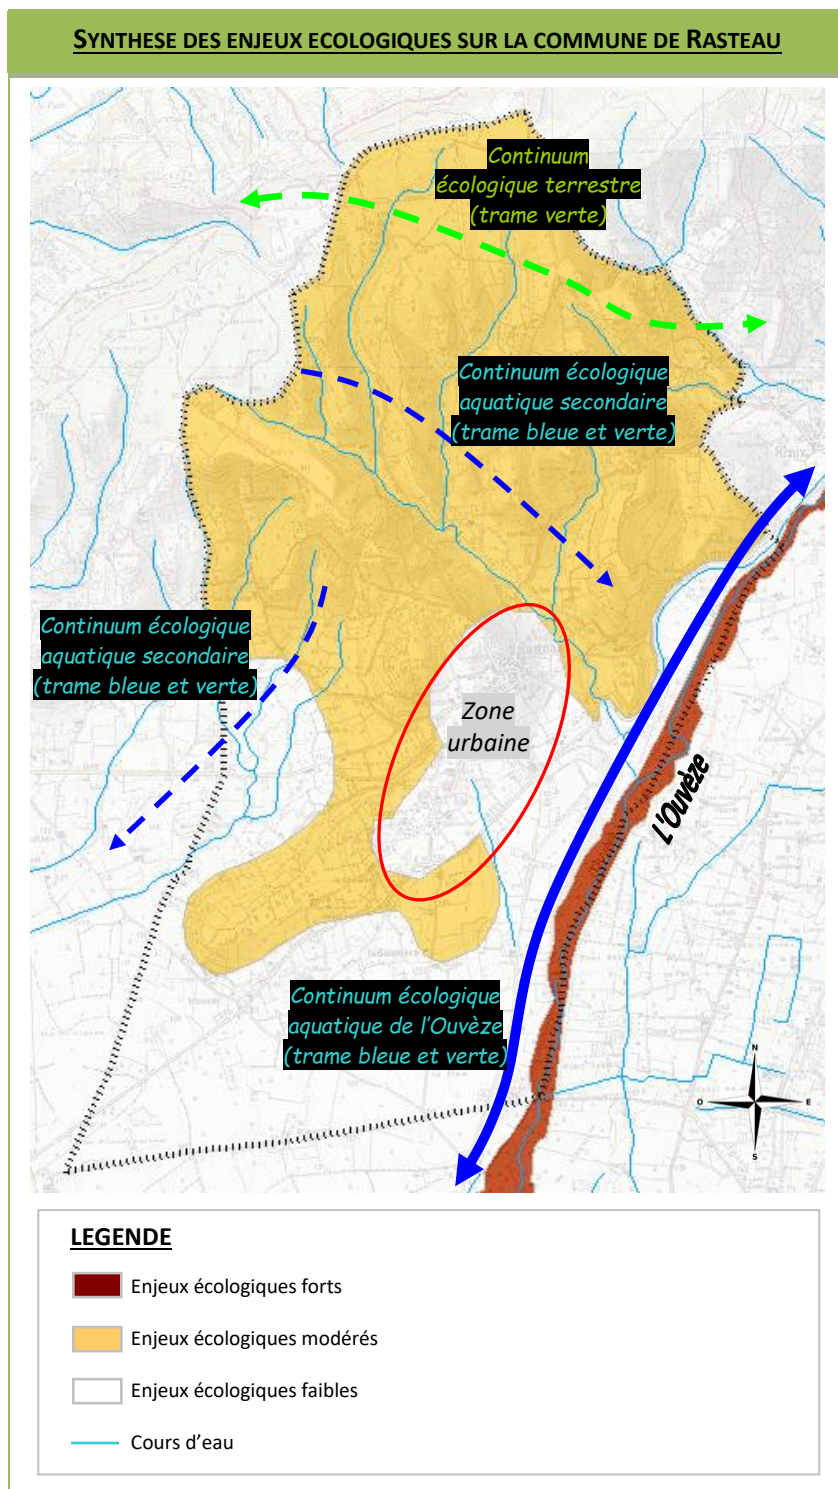 SYNTHESE DES ENJEUX ECOLOGIQUES SUR LA COMMUNE DE RASTEAU
Continuum
écologique terrestre
(trame verte)
Continuum écologique
aquatique secondaire
(trame bleue et verte)
Continuum écologique
aquatique secondaire
(trame bleue et verte)
Zone
urbaine
L'Ouvèze
Continuum écologique
aquatique de l'Ouvèze
(trame bleue et verte)
N
O
E
S
LEGENDE
Enjeux écologiques forts
Enjeux écologiques modérés
Enjeux écologiques faibles
Cours d'eau